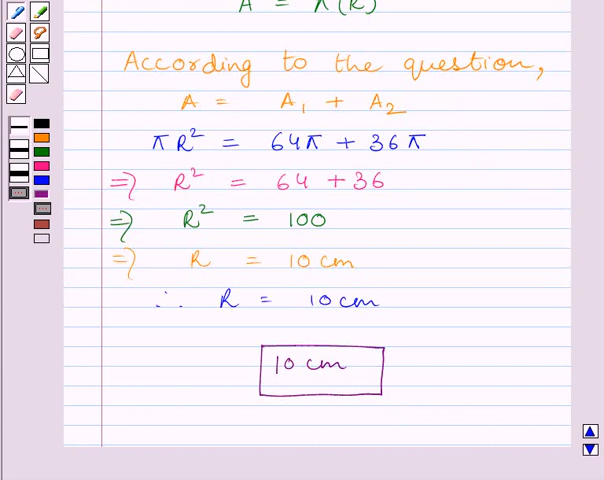 A = π(R)²
According to the question,
A = A₁ + A₂
πR² = 64π + 36π
⇒ R² = 64 + 36
⇒ R² = 100
⇒ R = 10 cm
∴ R = 10 cm
10 cm